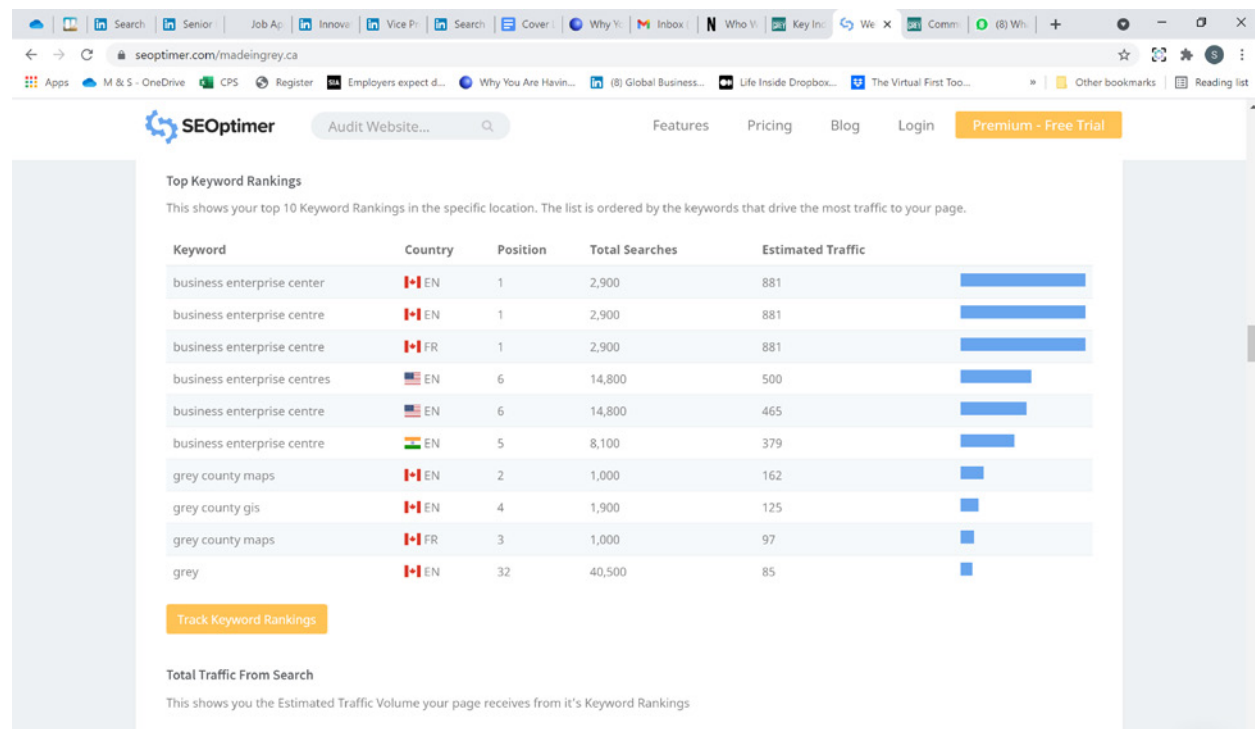 Search
Senior
Job Ap
Innova
Vice Pr
Search
Cover
Why Yo
Inbox (
Who W
Key Inc
We
Comm
(8) Wh
seoptimer.com/madeingrey.ca
S
Apps M & S - OneDrive CPS Register Employers expect d... Why You Are Havin... (8) Global Business... Life Inside Dropbox... The Virtual First Too... » Other bookmarks Reading list
SEOptimer Audit Website... Features Pricing Blog Login Premium - Free Trial
Top Keyword Rankings
This shows your top 10 Keyword Rankings in the specific location. The list is ordered by the keywords that drive the most traffic to your page.
Keyword Country Position Total Searches Estimated Traffic
business enterprise center EN 1 2,900 881
business enterprise centre EN 1 2,900 881
business enterprise centre FR 1 2,900 881
business enterprise centres EN 6 14,800 500
business enterprise centre EN 6 14,800 465
business enterprise centre EN 5 8,100 379
grey county maps EN 2 1,000 162
grey county gis EN 4 1,900 125
grey county maps FR 3 1,000 97
grey EN 32 40,500 85
Track Keyword Rankings
Total Traffic From Search
This shows you the Estimated Traffic Volume your page receives from it's Keyword Rankings